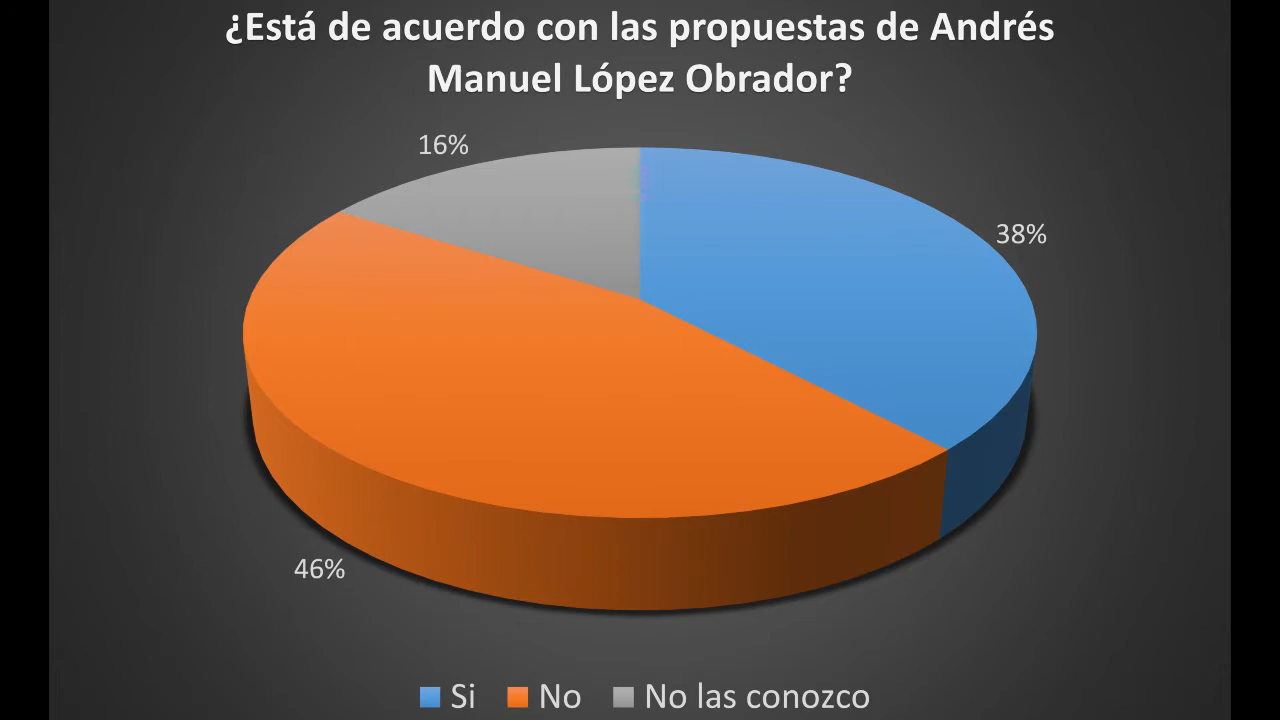 ¿Está de acuerdo con las propuestas de Andrés
Manuel López Obrador?
16%
38%
46%
Si No No las conozco